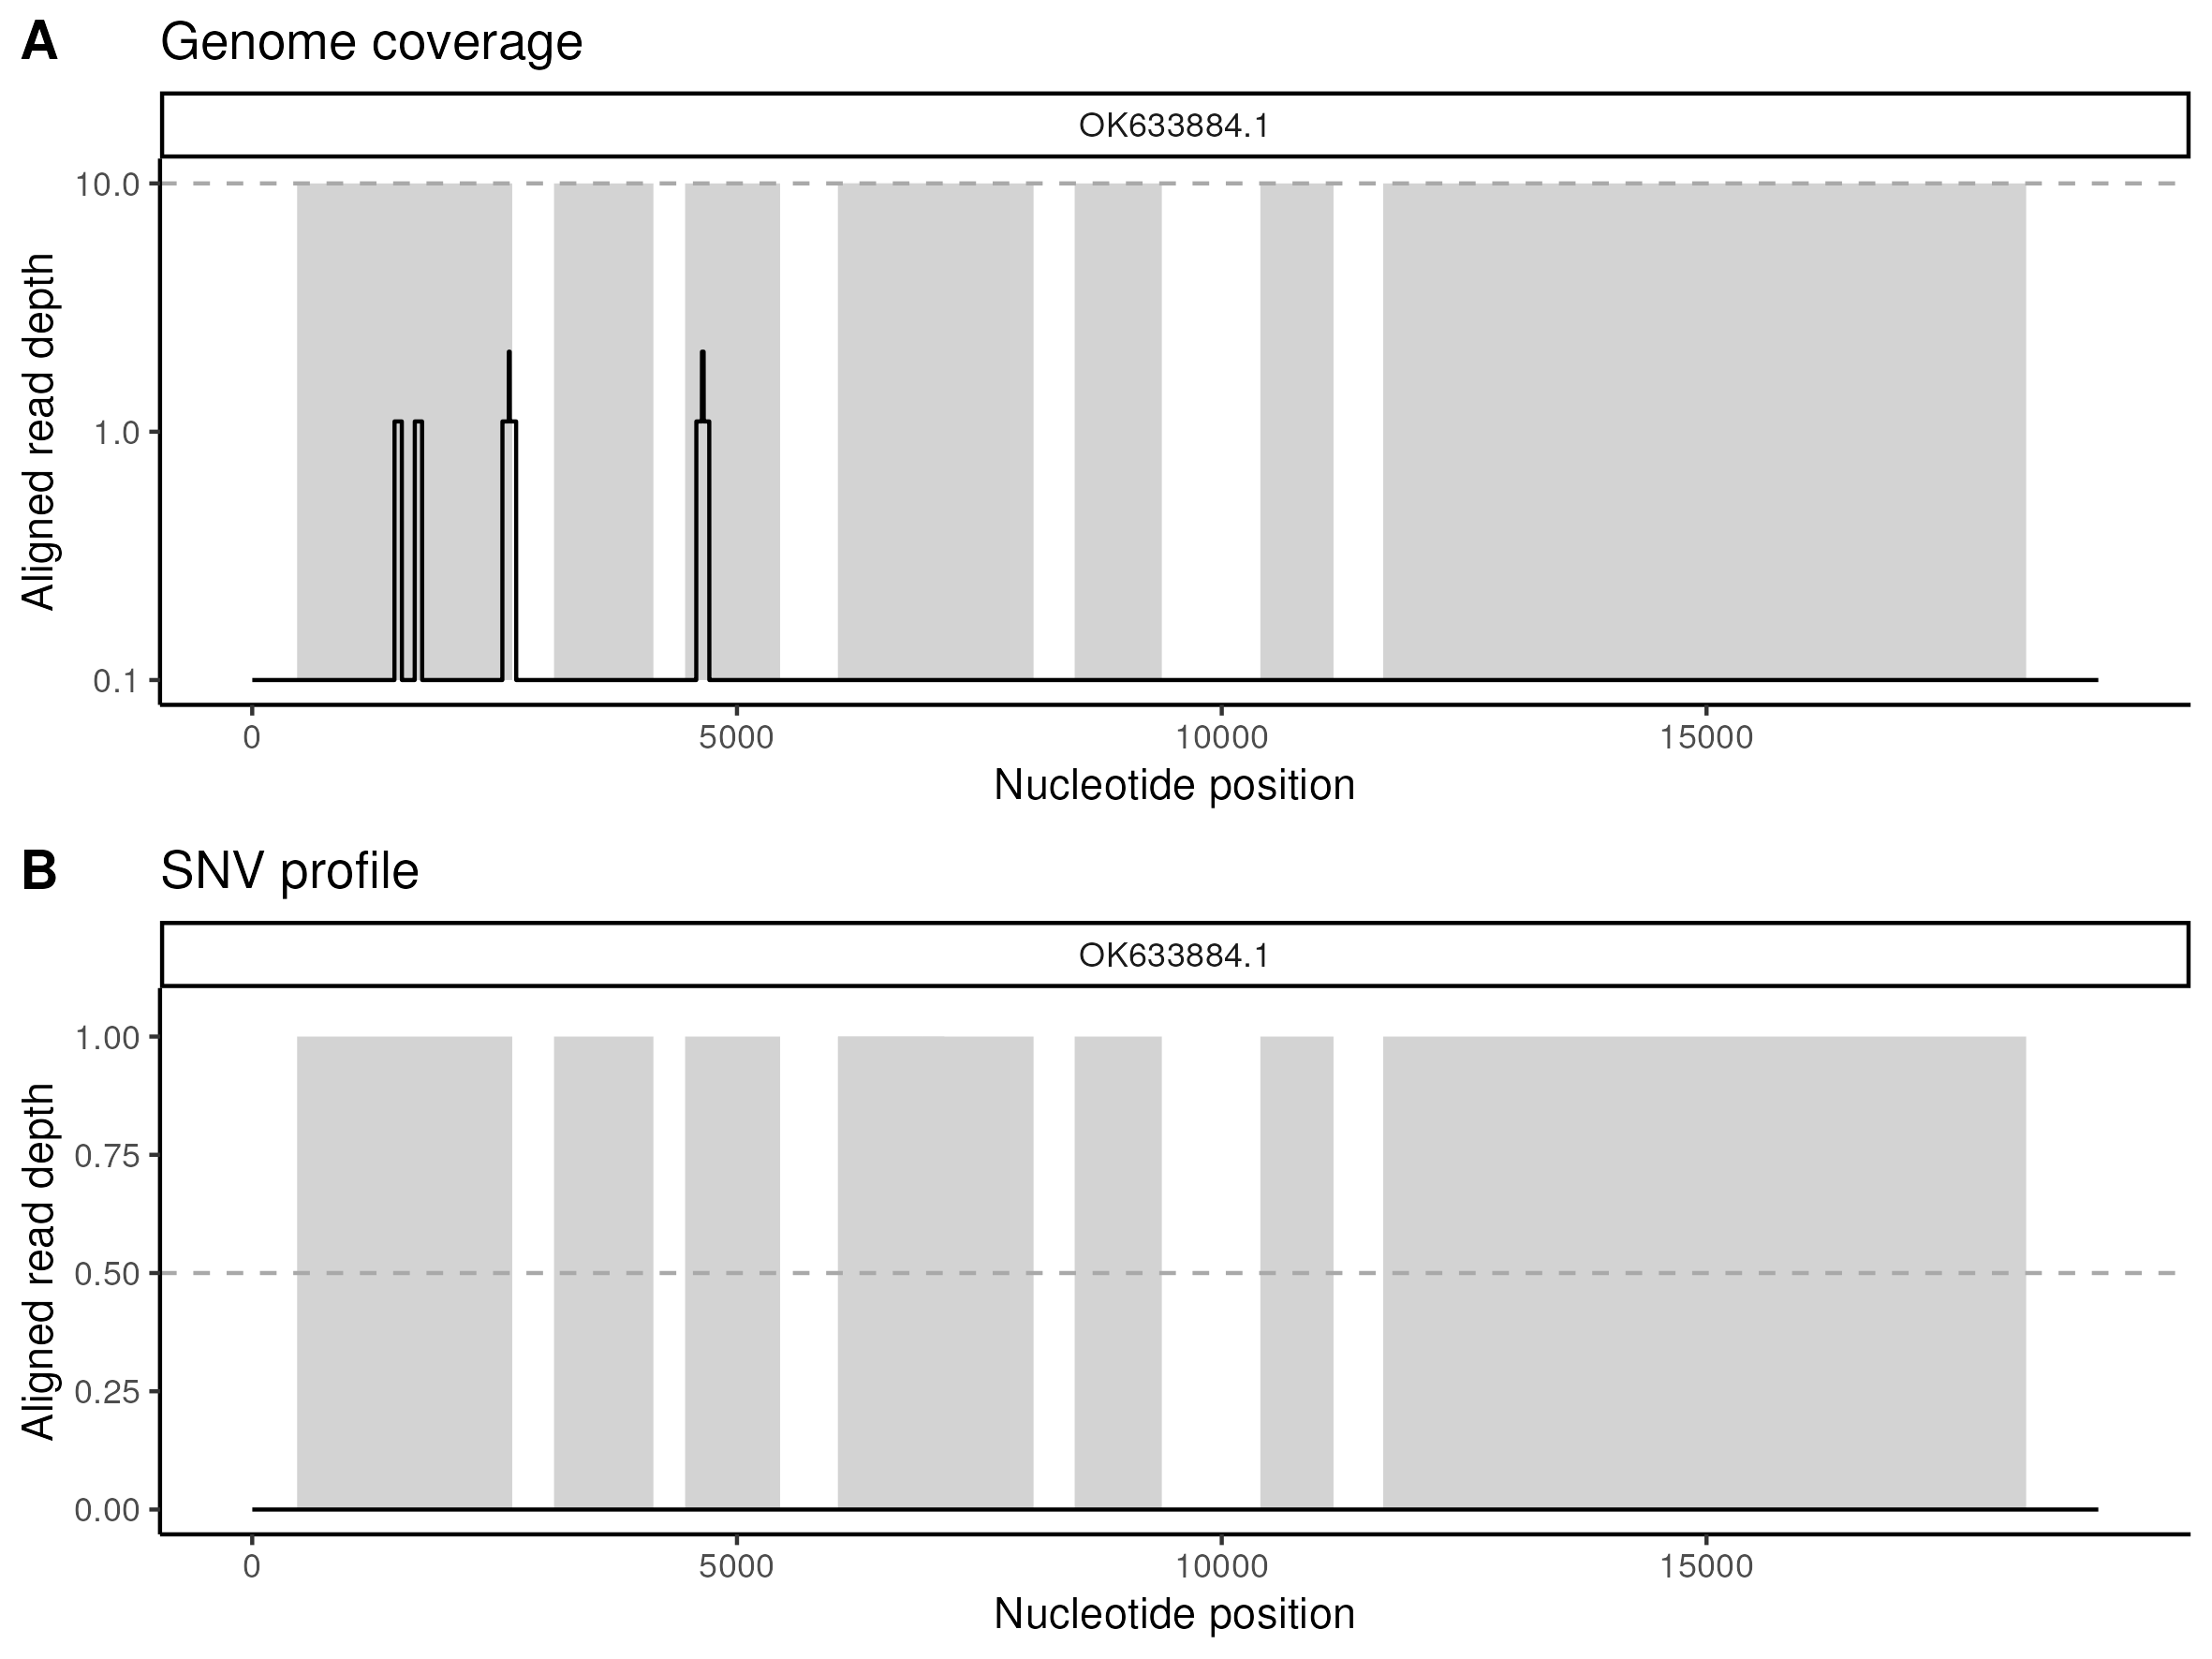 A Genome coverage
OK633884.1
10.0
1.0
0.1
Aligned read depth
0 5000 10000 15000
Nucleotide position
B SNV profile
OK633884.1
1.00
0.75
0.50
0.25
0.00
Aligned read depth
0 5000 10000 15000
Nucleotide position